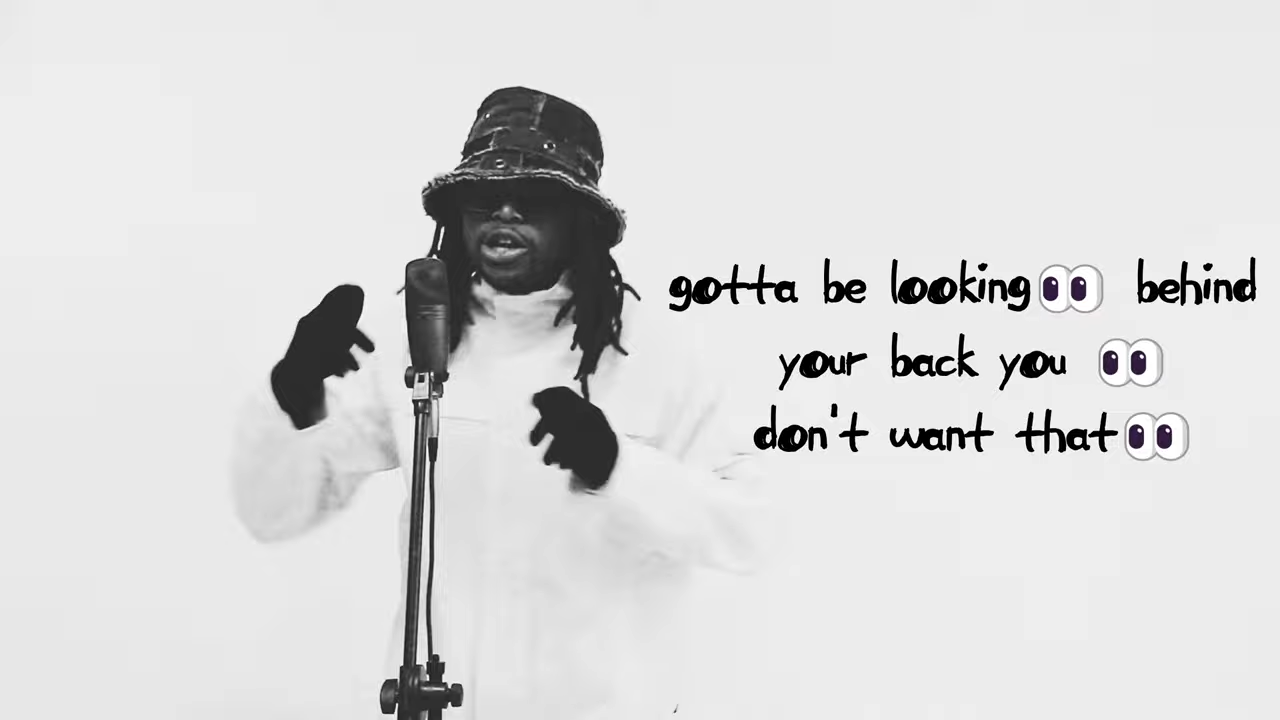 gotta be looking👀 behind
your back you 👀
don't want that👀